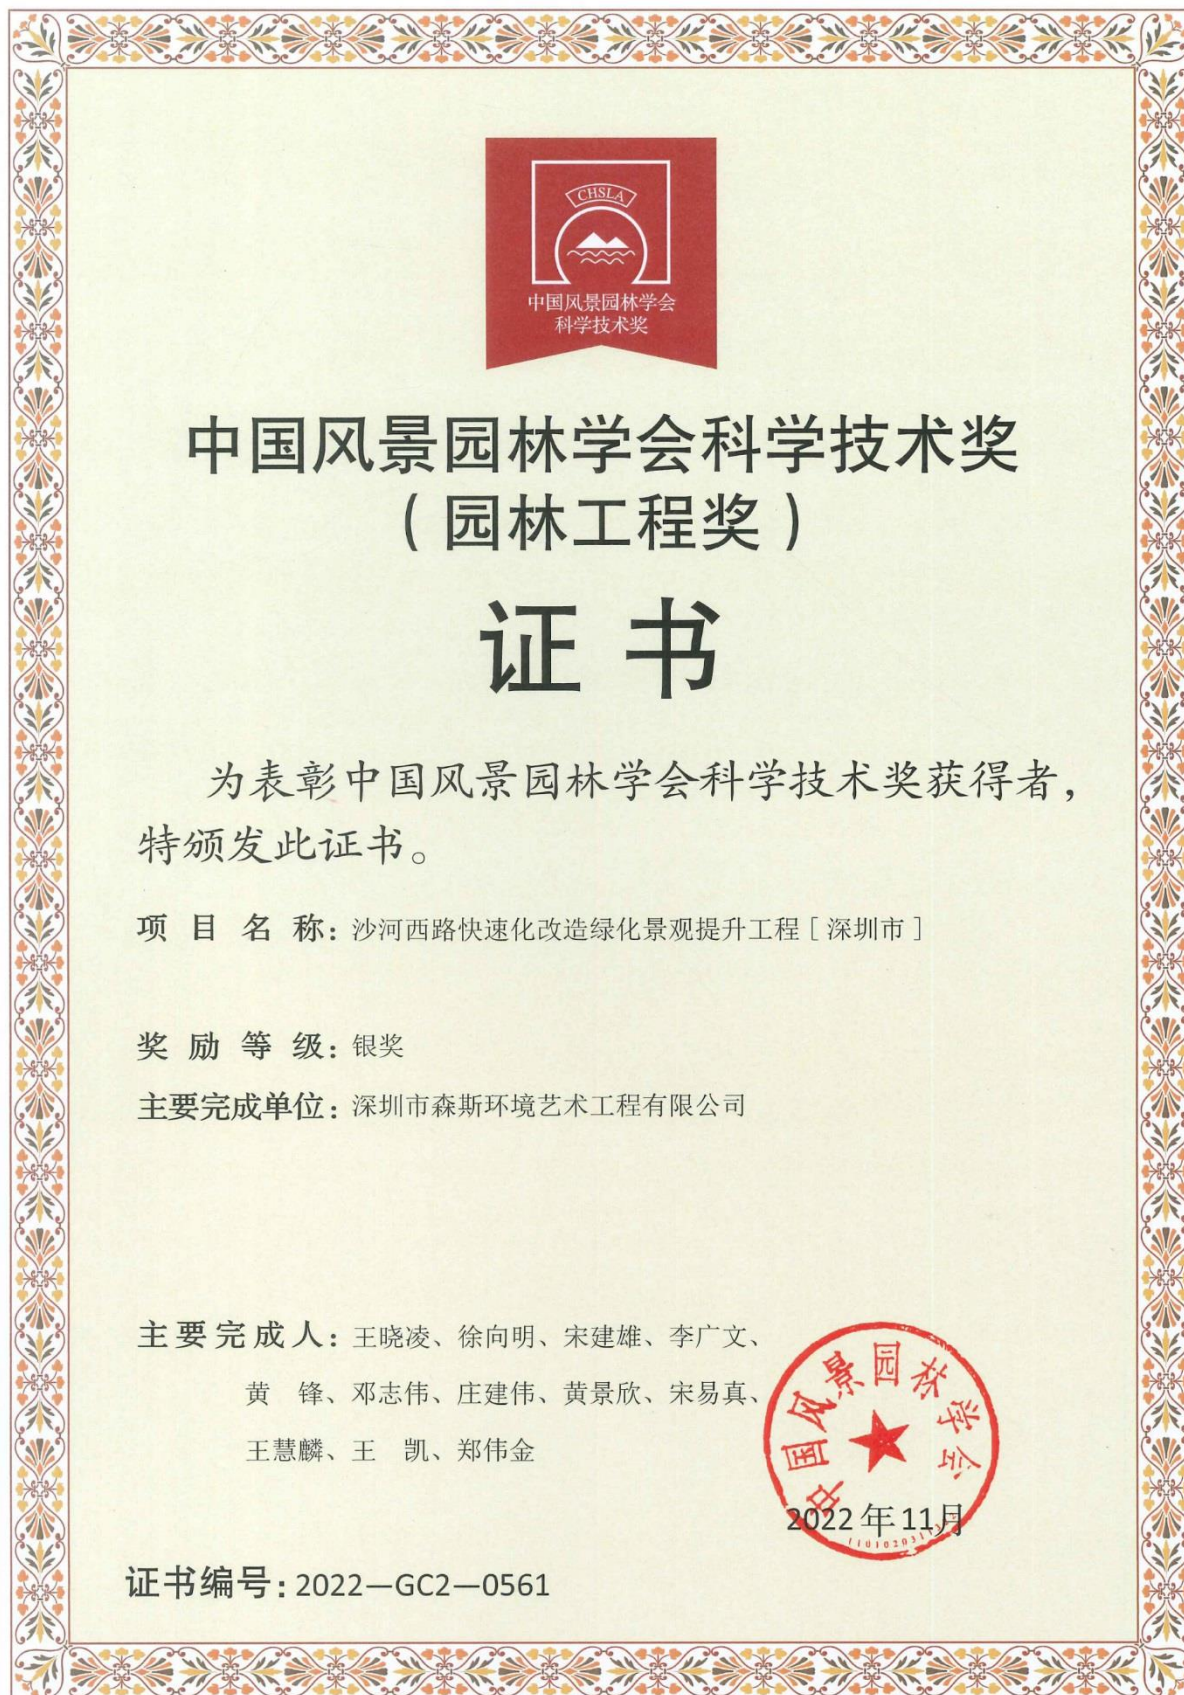 CHSLA
中国风景园林学会
科学技术奖
中国风景园林学会科学技术奖
（园林工程奖）
证书
为表彰中国风景园林学会科学技术奖获得者，
特颁发此证书。
项目名称：沙河西路快速化改造绿化景观提升工程［深圳市］
奖励等级：银奖
主要完成单位：深圳市森斯环境艺术工程有限公司
主要完成人：王晓凌、徐向明、宋建雄、李广文、
黄　锋、邓志伟、庄建伟、黄景欣、宋易真、
王慧麟、王　凯、郑伟金
中国风景园林学会
2022年11月
证书编号：2022—GC2—0561